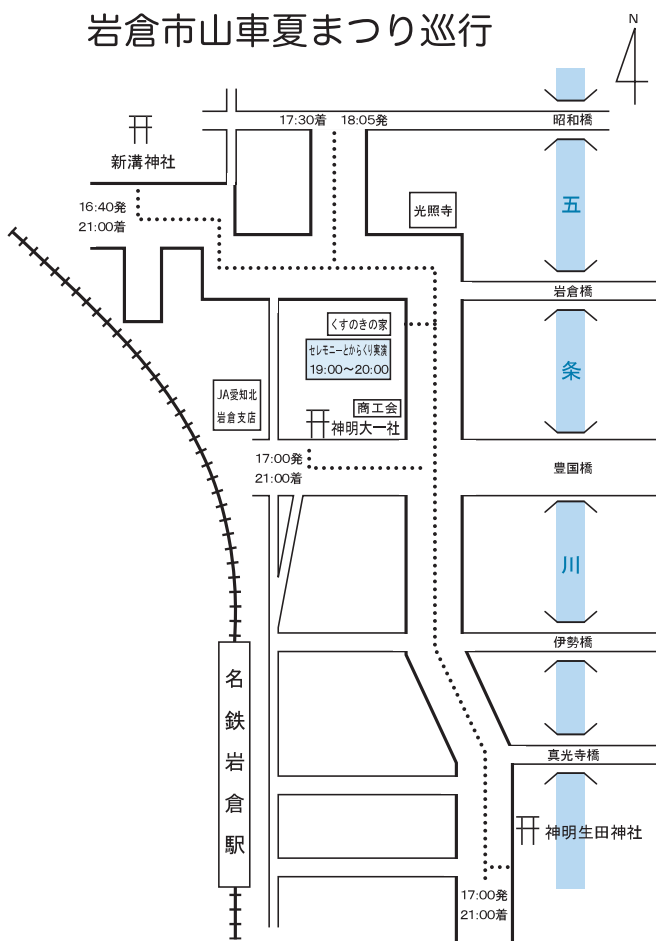 岩倉市山車夏まつり巡行
N
17:30着 18:05発
昭和橋
新溝神社
16:40発
21:00着
光照寺
五
岩倉橋
くすのきの家
セレモニーとからくり実演
19:00〜20:00
条
JA愛知北
岩倉支店
商工会
神明大一社
17:00発
21:00着
豊国橋
川
伊勢橋
名鉄岩倉駅
真光寺橋
神明生田神社
17:00発
21:00着